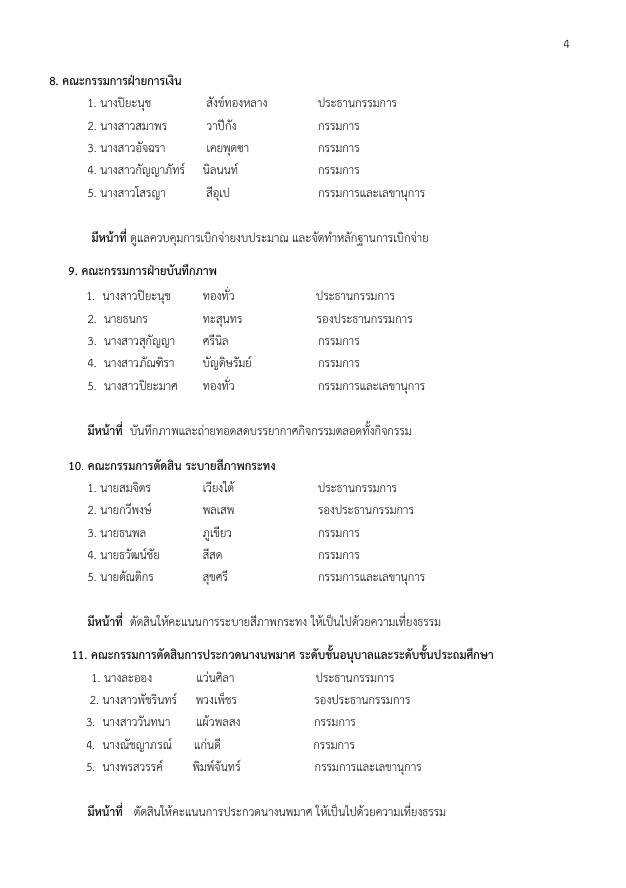 4
8. คณะกรรมการฝ่ายการเงิน
1. นางปิยะนุช สังข์ทองหลาง ประธานกรรมการ
2. นางสาวสมาพร วาปีกัง กรรมการ
3. นางสาวอัจฉรา เคยพุดซา กรรมการ
4. นางสาวกัญญาภัทร์ นิลนนท์ กรรมการ
5. นางสาวโสรญา สีอุเป กรรมการและเลขานุการ
มีหน้าที่ ดูแลควบคุมการเบิกจ่ายงบประมาณ และจัดทำหลักฐานการเบิกจ่าย
9. คณะกรรมการฝ่ายบันทึกภาพ
1. นางสาวปิยะนุช ทองทั่ว ประธานกรรมการ
2. นายธนกร ทะสุนทร รองประธานกรรมการ
3. นางสาวสุกัญญา ศรีนิล กรรมการ
4. นางสาวภัณฑิรา บัญดิษรัมย์ กรรมการ
5. นางสาวปิยะมาศ ทองทั่ว กรรมการและเลขานุการ
มีหน้าที่ บันทึกภาพและถ่ายทอดสดบรรยากาศกิจกรรมตลอดทั้งกิจกรรม
10. คณะกรรมการตัดสิน ระบายสีภาพกระทง
1. นายสมจิตร เวียงใต้ ประธานกรรมการ
2. นายกวีพงษ์ พลเสพ รองประธานกรรมการ
3. นายธนพล ภูเขียว กรรมการ
4. นายธวัฒน์ชัย สีสด กรรมการ
5. นายตัณติกร สุขศรี กรรมการและเลขานุการ
มีหน้าที่ ตัดสินให้คะแนนการระบายสีภาพกระทง ให้เป็นไปด้วยความเที่ยงธรรม
11. คณะกรรมการตัดสินการประกวดนางนพมาศ ระดับชั้นอนุบาลและระดับชั้นประถมศึกษา
1. นางละออง แว่นศิลา ประธานกรรมการ
2. นางสาวพัชรินทร์ พวงเพ็ชร รองประธานกรรมการ
3. นางสาววันทนา แผ้วพลสง กรรมการ
4. นางณัชญาภรณ์ แก่นดี กรรมการ
5. นางพรสวรรค์ พิมพ์จันทร์ กรรมการและเลขานุการ
มีหน้าที่ ตัดสินให้คะแนนการประกวดนางนพมาศ ให้เป็นไปด้วยความเที่ยงธรรม